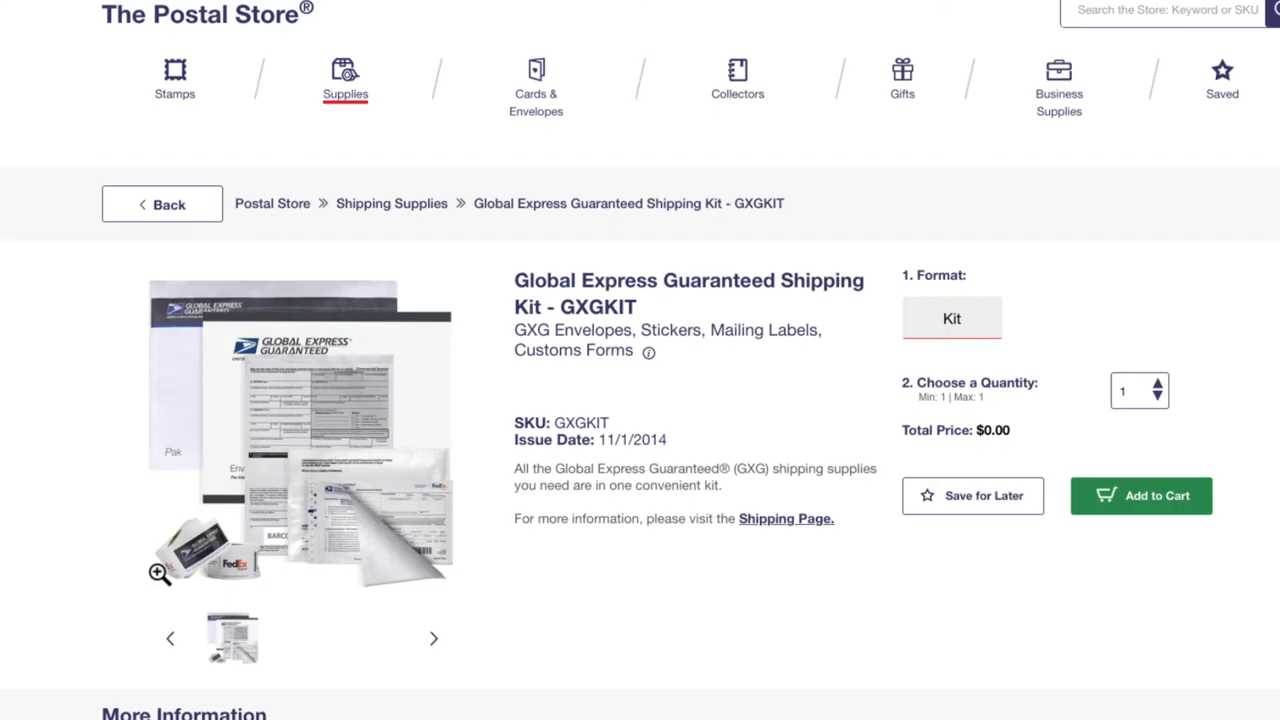 The Postal Store®
Search the Store: Keyword or SKU
Stamps
Supplies
Cards &
Envelopes
Collectors
Gifts
Business
Supplies
Saved
Back
Postal Store » Shipping Supplies » Global Express Guaranteed Shipping Kit - GXGKIT
GLOBAL EXPRESS
GUARANTEED
GLOBAL EXPRESS
GUARANTEED
Pak
FedEx
Global Express Guaranteed Shipping
Kit - GXGKIT
GXG Envelopes, Stickers, Mailing Labels,
Customs Forms
SKU: GXGKIT
Issue Date: 11/1/2014
All the Global Express Guaranteed® (GXG) shipping supplies
you need are in one convenient kit.
For more information, please visit the Shipping Page.
1. Format:
Kit
2. Choose a Quantity:
Min: 1 | Max: 1
1
Total Price: $0.00
Save for Later
Add to Cart
More Information